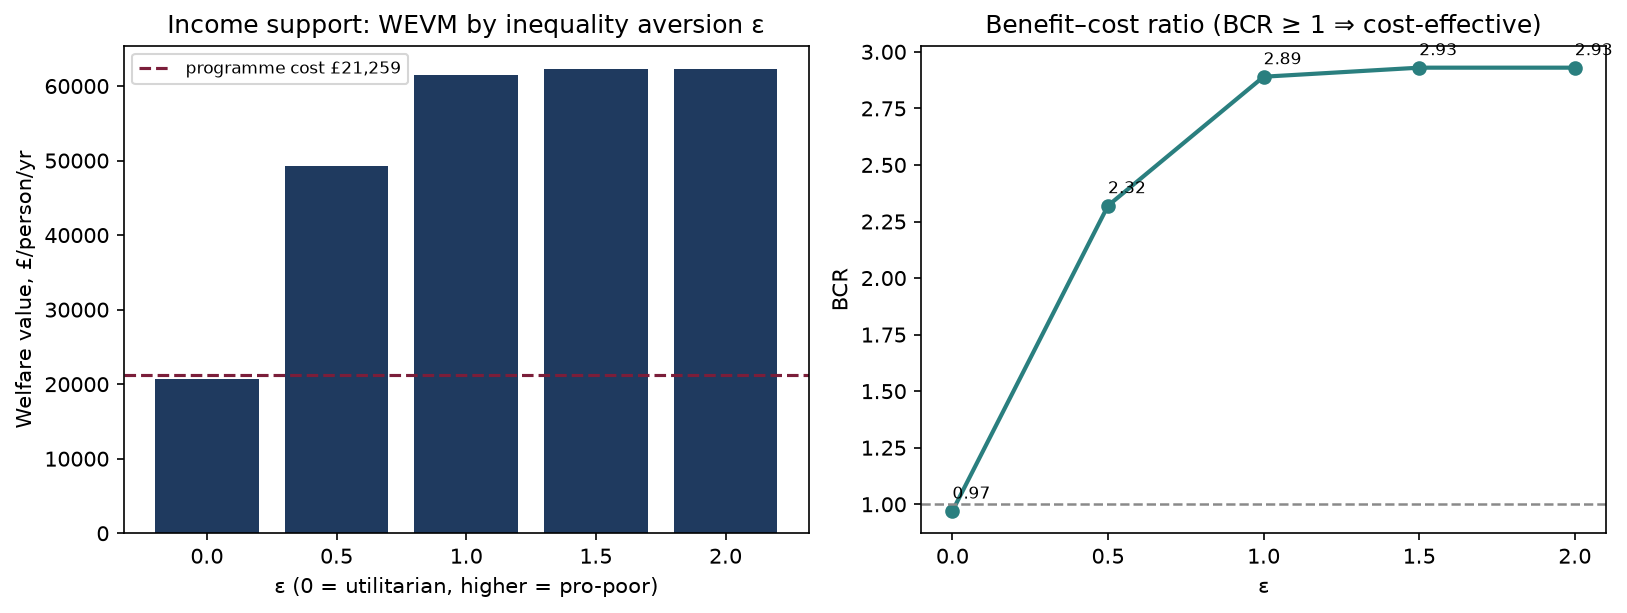 Income support: WEVM by inequality aversion ε
programme cost £21,259
Welfare value, £/person/yr
60000
50000
40000
30000
20000
10000
0
0.0 0.5 1.0 1.5 2.0
ε (0 = utilitarian, higher = pro-poor)
Benefit–cost ratio (BCR ≥ 1 ⇒ cost-effective)
BCR
3.00
2.75
2.50
2.25
2.00
1.75
1.50
1.25
1.00
0.97
2.32
2.89
2.93
2.93
0.0 0.5 1.0 1.5 2.0
ε